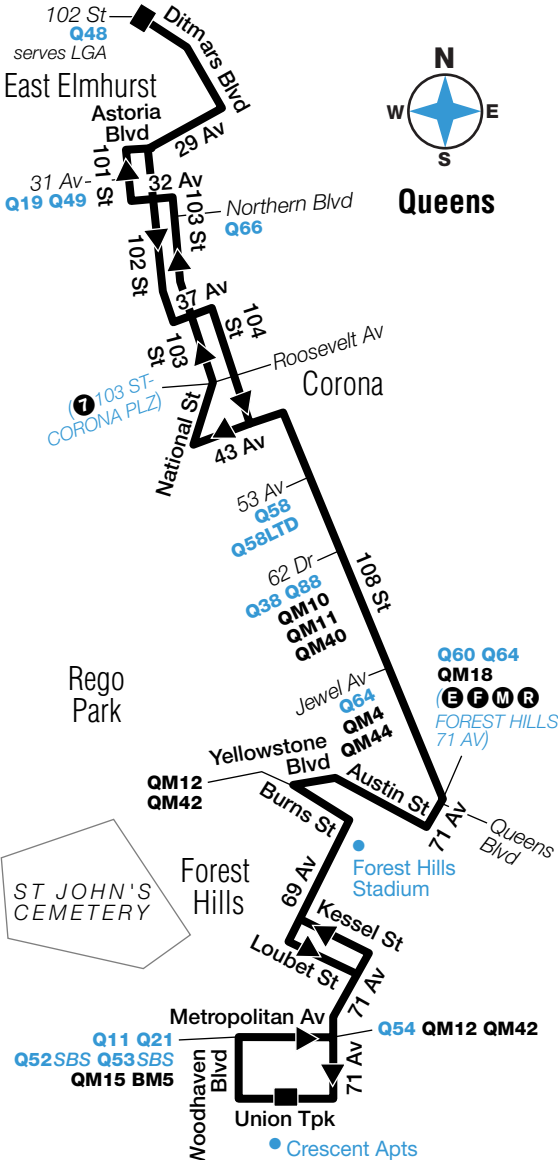 102 St
Q48
serves LGA
Ditmars Blvd
East Elmhurst
Astoria
Blvd
29 Av
N
W E
S
Queens
101 St
31 Av
Q19 Q49
32 Av
103 St
Northern Blvd
Q66
102 St
37 Av
104
St
103
St
Roosevelt Av
(7 103 ST-
CORONA PLZ)
Corona
National St
43 Av
53 Av
Q58
Q58LTD
62 Dr
Q38 Q88
QM10
QM11
QM40
108 St
Rego
Park
Jewel Av
Q64
QM4
QM44
Q60 Q64
QM18
(E F M R
FOREST HILLS
71 AV)
Yellowstone
Blvd
QM12
QM42
Austin St
71 Av
Queens
Blvd
Burns St
Forest Hills
Stadium
ST JOHN'S
CEMETERY
Forest
Hills
69 Av
Kessel St
Loubet St
71 Av
Metropolitan Av
Q11 Q21
Q52SBS Q53SBS
QM15 BM5
Q54 QM12 QM42
Woodhaven
Blvd
71 Av
Union Tpk
Crescent Apts